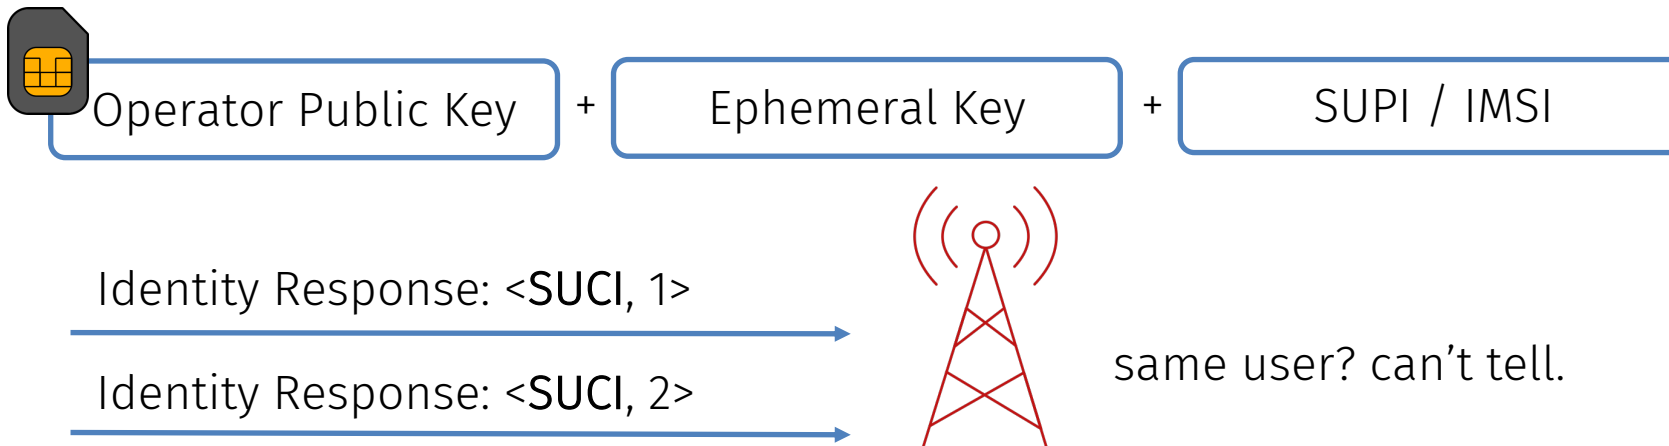 Operator Public Key + Ephemeral Key + SUPI / IMSI
Identity Response: <SUCI, 1>
same user? can't tell.
Identity Response: <SUCI, 2>